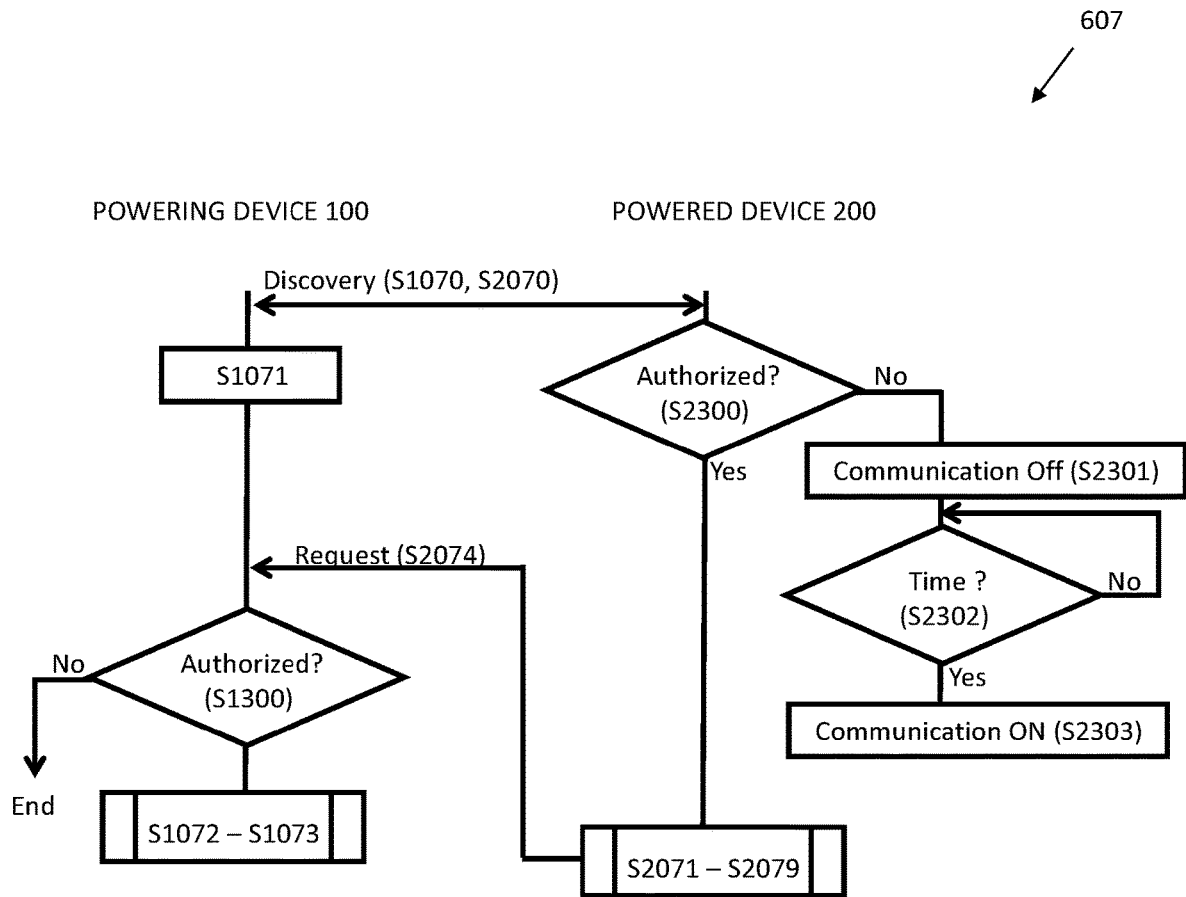 607
POWERING DEVICE 100
POWERED DEVICE 200
Discovery (S1070, S2070)
S1071
Authorized?
(S2300)
No
Yes
Communication Off (S2301)
Request (S2074)
Time ?
(S2302)
No
Yes
Authorized?
(S1300)
No
Communication ON (S2303)
End
S1072 – S1073
S2071 – S2079